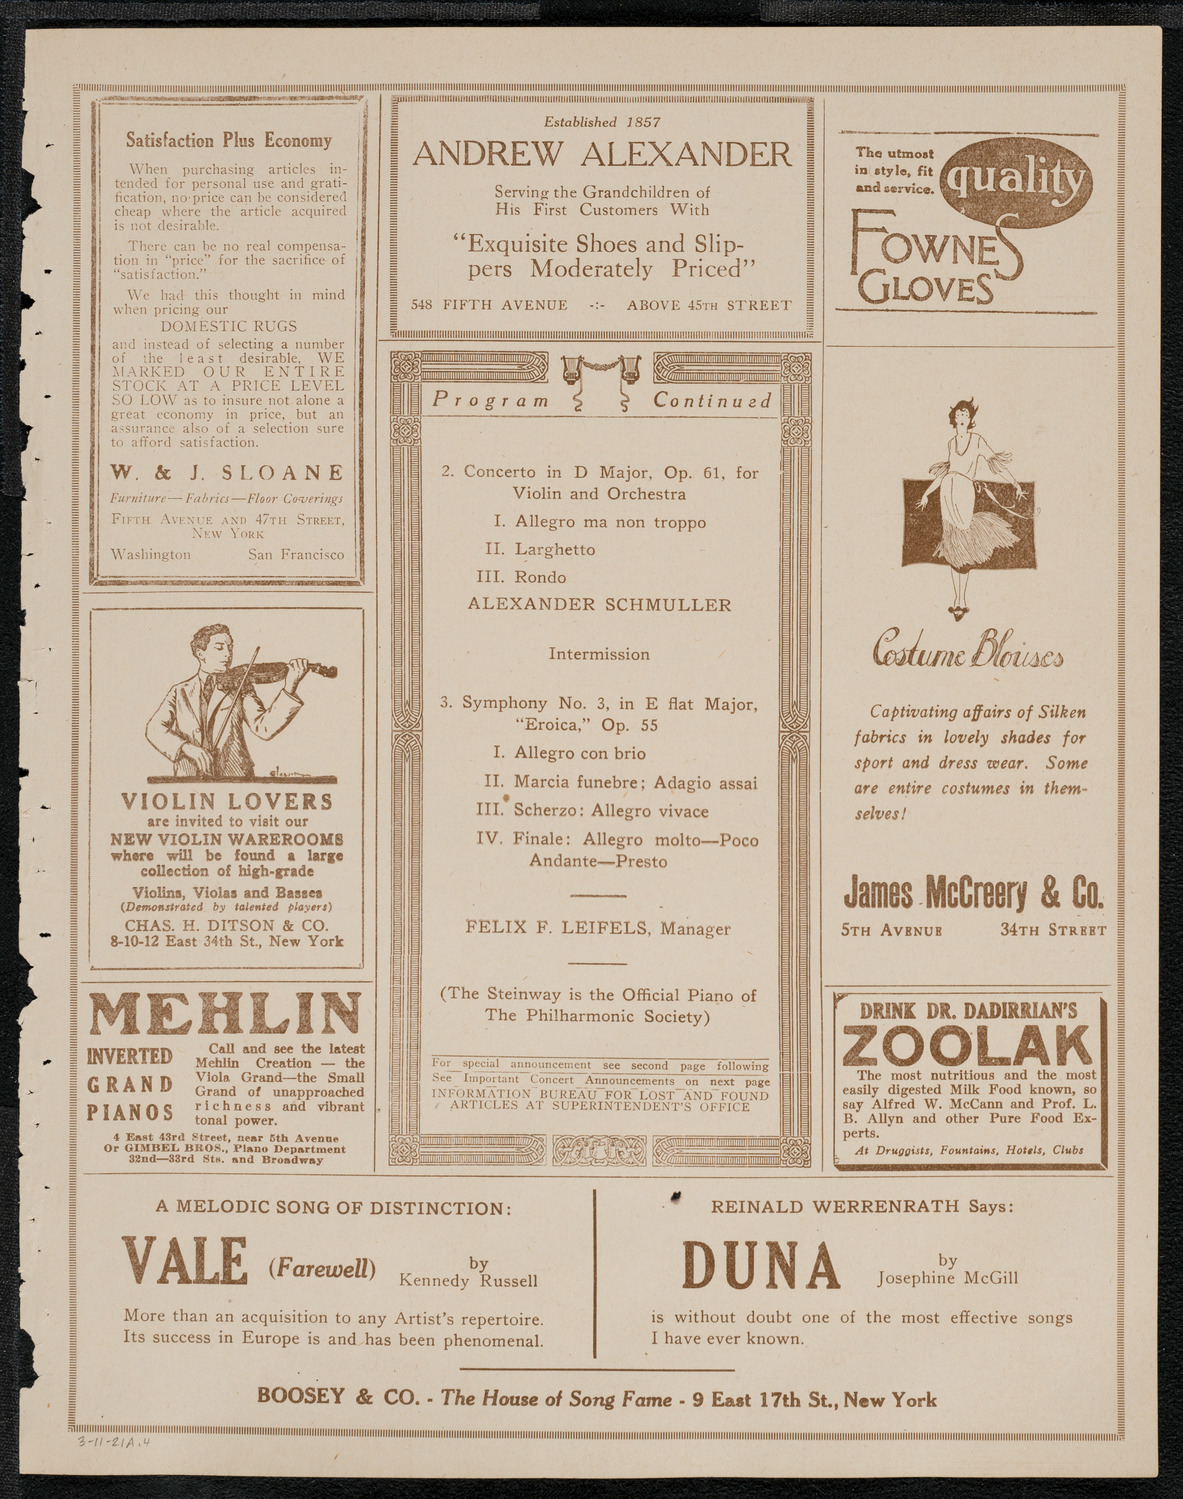 Satisfaction Plus Economy
When purchasing articles in-
tended for personal use and grati-
fication, no price can be considered
cheap where the article acquired
is not desirable.
There can be no real compensa-
tion in “price” for the sacrifice of
“satisfaction.”
We had this thought in mind
when pricing our
DOMESTIC RUGS
and instead of selecting a number
of the least desirable, WE
MARKED OUR ENTIRE
STOCK AT A PRICE LEVEL
SO LOW as to insure not alone a
great economy in price, but an
assurance also of a selection sure
to afford satisfaction.
W. & J. SLOANE
Furniture—Fabrics—Floor Coverings
FIFTH AVENUE AND 47TH STREET,
NEW YORK
Washington San Francisco
VIOLIN LOVERS
are invited to visit our
NEW VIOLIN WAREROOMS
where will be found a large
collection of high-grade
Violins, Violas and Basses
(Demonstrated by talented players)
CHAS. H. DITSON & CO.
8-10-12 East 34th St., New York
MEHLIN
INVERTED
GRAND
PIANOS
Call and see the latest
Mehlin Creation — the
Viola Grand—the Small
Grand of unapproached
richness and vibrant
tonal power.
4 East 43rd Street, near 5th Avenue
Or GIMBEL BROS., Piano Department
32nd—33rd Sts. and Broadway
Established 1857
ANDREW ALEXANDER
Serving the Grandchildren of
His First Customers With
“Exquisite Shoes and Slip-
pers Moderately Priced”
548 FIFTH AVENUE -:- ABOVE 45TH STREET
Program Continued
2. Concerto in D Major, Op. 61, for
Violin and Orchestra
I. Allegro ma non troppo
II. Larghetto
III. Rondo
ALEXANDER SCHMULLER
Intermission
3. Symphony No. 3, in E flat Major,
“Eroica,” Op. 55
I. Allegro con brio
II. Marcia funebre; Adagio assai
III. Scherzo: Allegro vivace
IV. Finale: Allegro molto—Poco
Andante—Presto
FELIX F. LEIFELS, Manager
(The Steinway is the Official Piano of
The Philharmonic Society)
For special announcement see second page following
See Important Concert Announcements on next page
INFORMATION BUREAU FOR LOST AND FOUND
ARTICLES AT SUPERINTENDENT'S OFFICE
The utmost
in style, fit
and service.
quality
FOWNES
GLOVES
Costume Blouses
Captivating affairs of Silken
fabrics in lovely shades for
sport and dress wear. Some
are entire costumes in them-
selves!
James McCreery & Co.
5TH AVENUE 34TH STREET
DRINK DR. DADIRRIAN'S
ZOOLAK
The most nutritious and the most
easily digested Milk Food known, so
say Alfred W. McCann and Prof. L.
B. Allyn and other Pure Food Ex-
perts.
At Druggists, Fountains, Hotels, Clubs
A MELODIC SONG OF DISTINCTION:
VALE (Farewell) by
Kennedy Russell
More than an acquisition to any Artist's repertoire.
Its success in Europe is and has been phenomenal.
REINALD WERRENRATH Says:
DUNA by
Josephine McGill
is without doubt one of the most effective songs
I have ever known.
BOOSEY & CO. - The House of Song Fame - 9 East 17th St., New York
3-11-21A.4